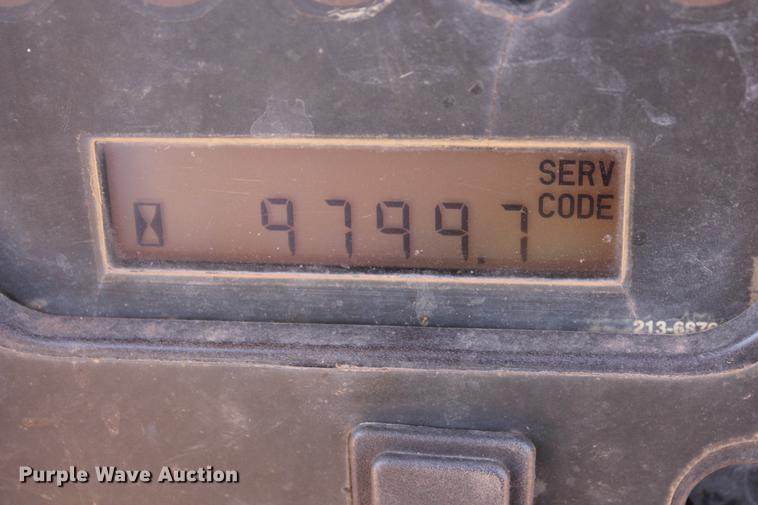 SERV
CODE
9799.7
Purple Wave Auction